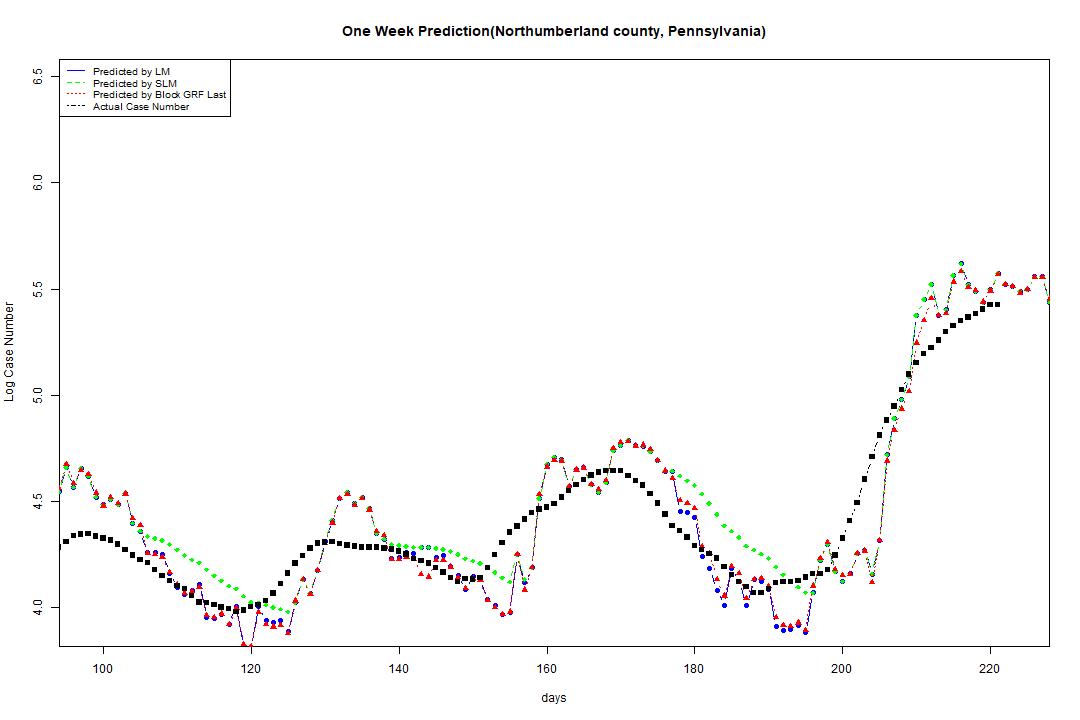 One Week Prediction(Northumberland county, Pennsylvania)
Predicted by LM
Predicted by SLM
Predicted by Block GRF Last
Actual Case Number
6.5
6.0
5.5
5.0
4.5
4.0
Log Case Number
100 120 140 160 180 200 220
days